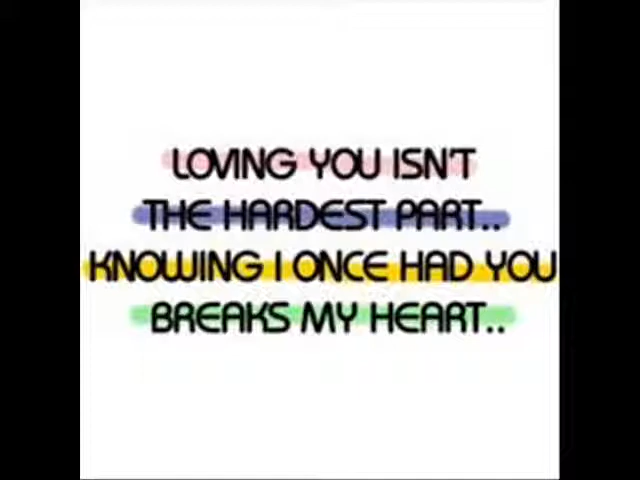 LOVING YOU ISN'T
THE HARDEST PART..
KNOWING I ONCE HAD YOU
BREAKS MY HEART..